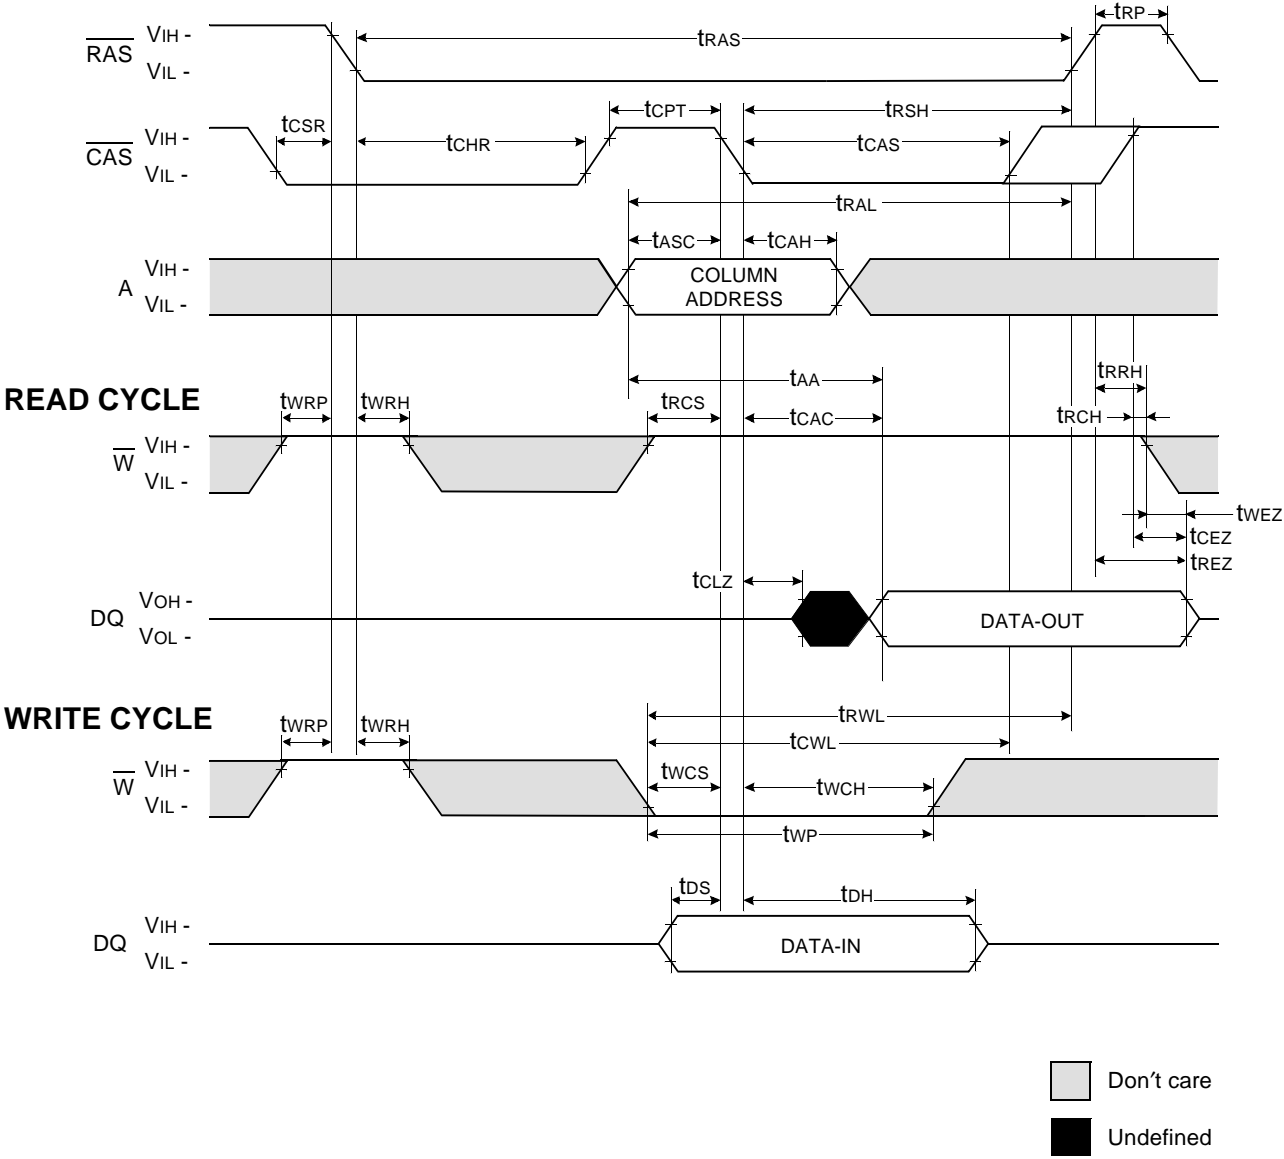 tRP
RAS VIH - tRAS
VIL -
tCPT tRSH
CAS VIH - tCSR tCHR tCAS
VIL -
tRAL
tASC tCAH
A VIH - COLUMN
VIL - ADDRESS
READ CYCLE
tAA tRRH
tWRP tWRH tRCS tCAC tRCH
W VIH -
VIL -
tWEZ
tCEZ
tREZ
tCLZ
DQ VOH -
VOL - DATA-OUT
WRITE CYCLE
tRWL
tWRP tWRH tCWL
W VIH - tWCS tWCH
VIL -
tWP
tDS tDH
DQ VIH - DATA-IN
VIL -
Don't care
Undefined